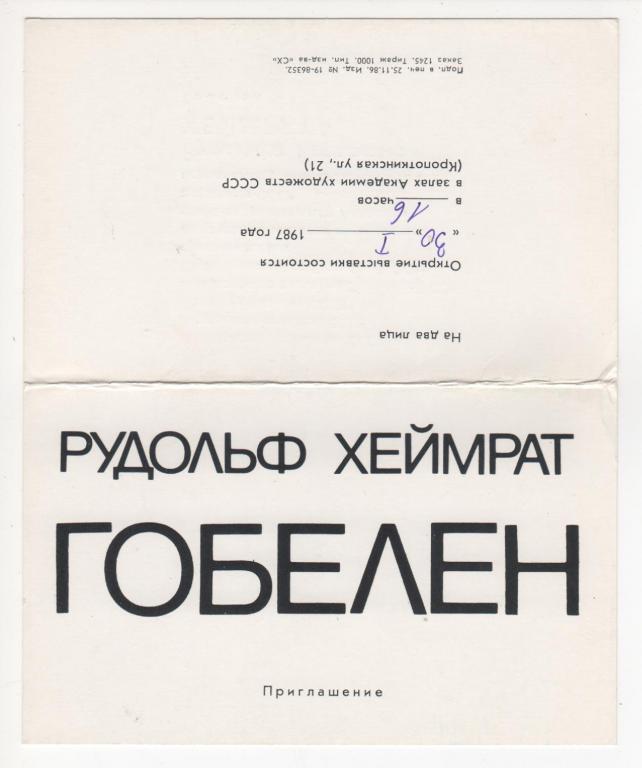 РУДОЛЬФ ХЕЙМРАТ
ГОБЕЛЕН
Приглашение
На два лица
Открытие выставки состоится
« 30 » I 1987 года
в 16 часов
в залах Академии художеств СССР
(Кропоткинская ул., 21)
Подп. в печ. 25.11.86. Изд. № 19-86352.
Заказ 1245. Тираж 1000. Тип. изд-ва «СХ»